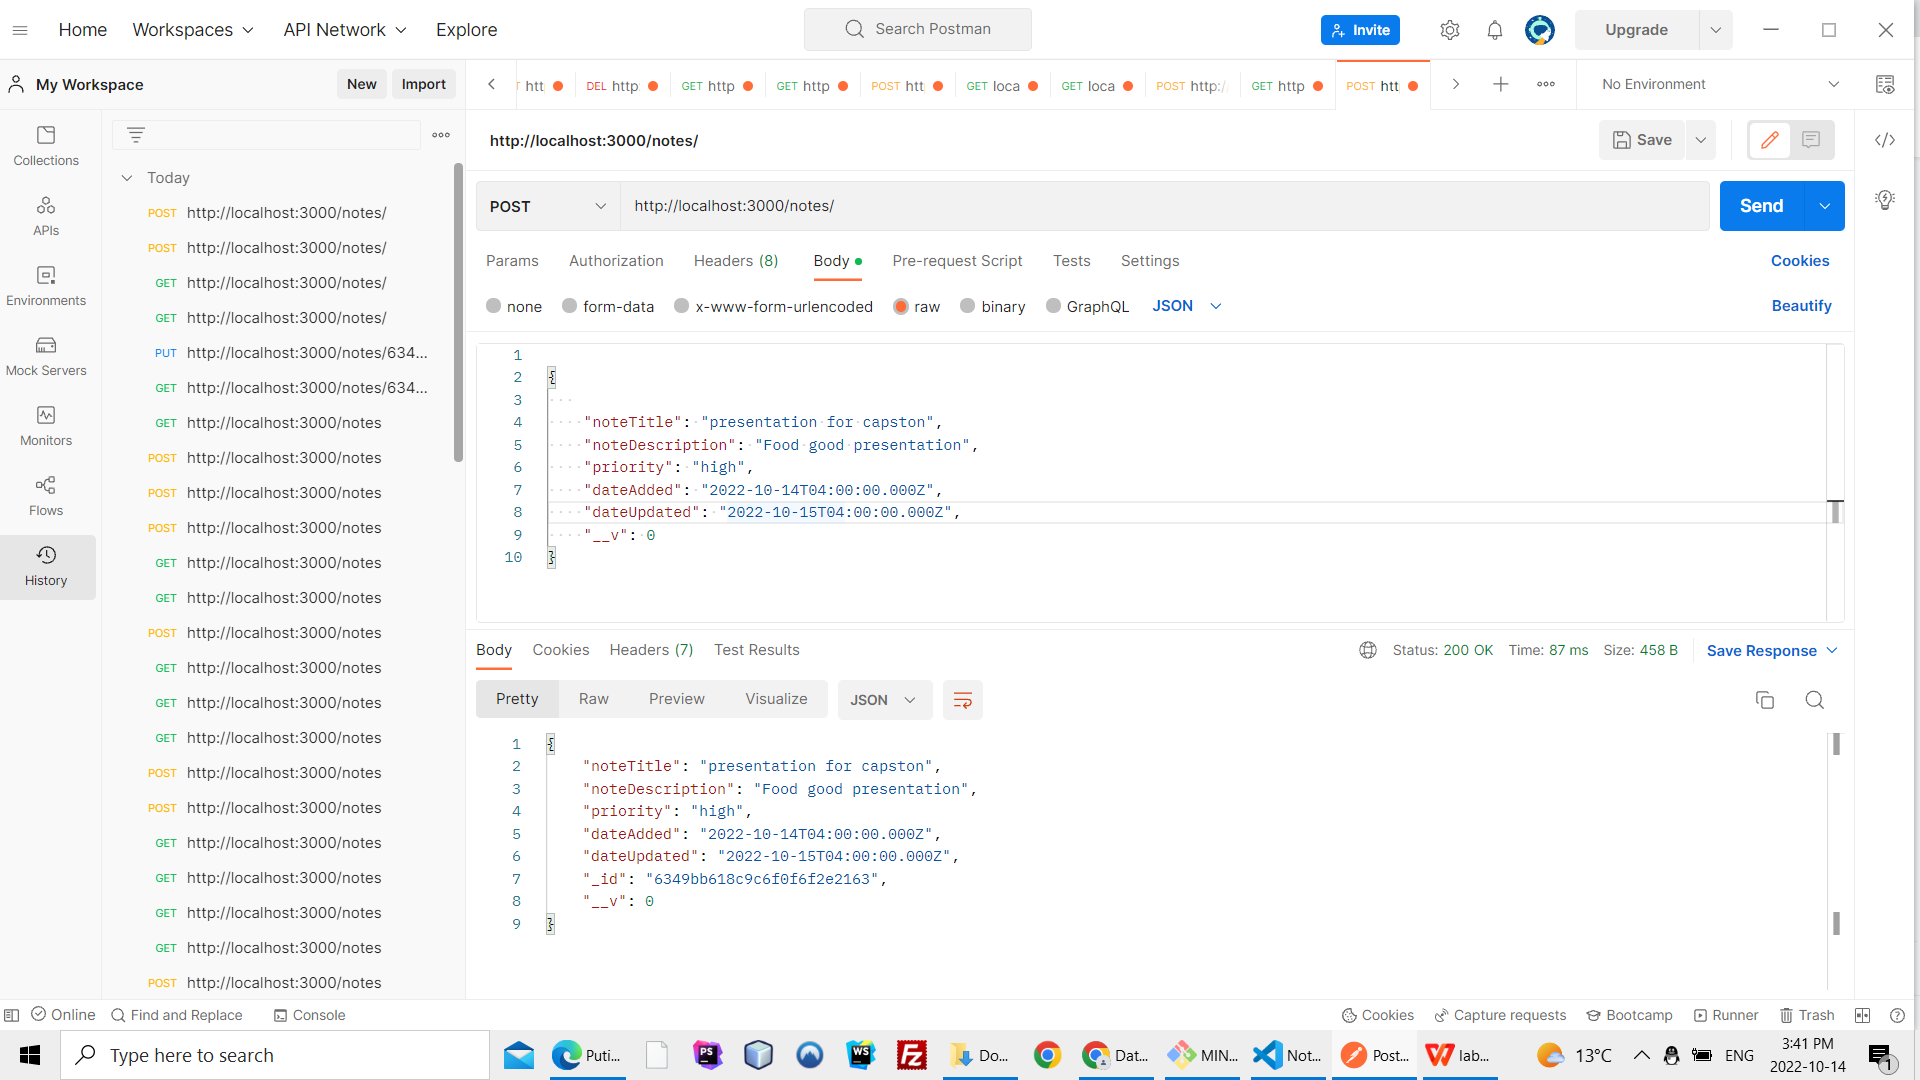 Home Workspaces API Network Explore Search Postman Invite Upgrade
My Workspace New Import
htt DEL http GET http GET http POST htt GET loca GET loca POST http:/ GET http POST htt No Environment
Collections
APIs
Environments
Mock Servers
Monitors
Flows
History
Today
POST http://localhost:3000/notes/
POST http://localhost:3000/notes/
GET http://localhost:3000/notes/
GET http://localhost:3000/notes/
PUT http://localhost:3000/notes/634...
GET http://localhost:3000/notes/634...
GET http://localhost:3000/notes
POST http://localhost:3000/notes
POST http://localhost:3000/notes
POST http://localhost:3000/notes
GET http://localhost:3000/notes
GET http://localhost:3000/notes
POST http://localhost:3000/notes
GET http://localhost:3000/notes
GET http://localhost:3000/notes
GET http://localhost:3000/notes
POST http://localhost:3000/notes
POST http://localhost:3000/notes
GET http://localhost:3000/notes
GET http://localhost:3000/notes
GET http://localhost:3000/notes
GET http://localhost:3000/notes
POST http://localhost:3000/notes
http://localhost:3000/notes/ Save
POST http://localhost:3000/notes/ Send
Params Authorization Headers (8) Body Pre-request Script Tests Settings Cookies
none form-data x-www-form-urlencoded raw binary GraphQL JSON Beautify
1
2 {
3
4 "noteTitle": "presentation for capston",
5 "noteDescription": "Food good presentation",
6 "priority": "high",
7 "dateAdded": "2022-10-14T04:00:00.000Z",
8 "dateUpdated": "2022-10-15T04:00:00.000Z",
9 "__v": 0
10 }
Body Cookies Headers (7) Test Results Status: 200 OK Time: 87 ms Size: 458 B Save Response
Pretty Raw Preview Visualize JSON
1 {
2 "noteTitle": "presentation for capston",
3 "noteDescription": "Food good presentation",
4 "priority": "high",
5 "dateAdded": "2022-10-14T04:00:00.000Z",
6 "dateUpdated": "2022-10-15T04:00:00.000Z",
7 "_id": "6349bb618c9c6f0f6f2e2163",
8 "__v": 0
9 }
Online Find and Replace Console Cookies Capture requests Bootcamp Runner Trash
Type here to search Puti... PS WS Fz Do... Dat... MIN... Not... Post... lab... 13°C ENG 3:41 PM
2022-10-14 1